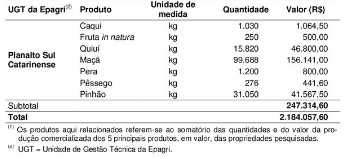 UGT da Epagri(2) Produto Unidade de medida Quantidade Valor (R$)
Caqui kg 1.030 1.064,50
Fruta in natura kg 250 500,00
Quiuí kg 15.820 46.800,00
Planalto Sul Catarinense Maçã kg 99.688 156.141,00
Pera kg 1.200 800,00
Pêssego kg 276 441,60
Pinhão kg 31.050 41.567,50
Subtotal 247.314,60
Total 2.184.057,60
(1) Os produtos aqui relacionados referem-se ao somatório das quantidades e do valor da pro-
dução comercializada dos 5 principais produtos, em valor, das propriedades pesquisadas.
(2) UGT = Unidade de Gestão Técnica da Epagri.